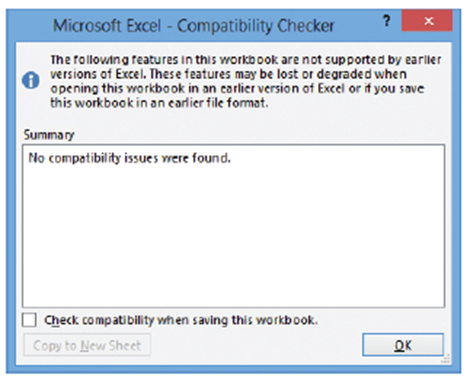 Microsoft Excel - Compatibility Checker
?
The following features in this workbook are not supported by earlier
versions of Excel. These features may be lost or degraded when
opening this workbook in an earlier version of Excel or if you save
this workbook in an earlier file format.
Summary
No compatibility issues were found.
Check compatibility when saving this workbook.
Copy to New Sheet
OK